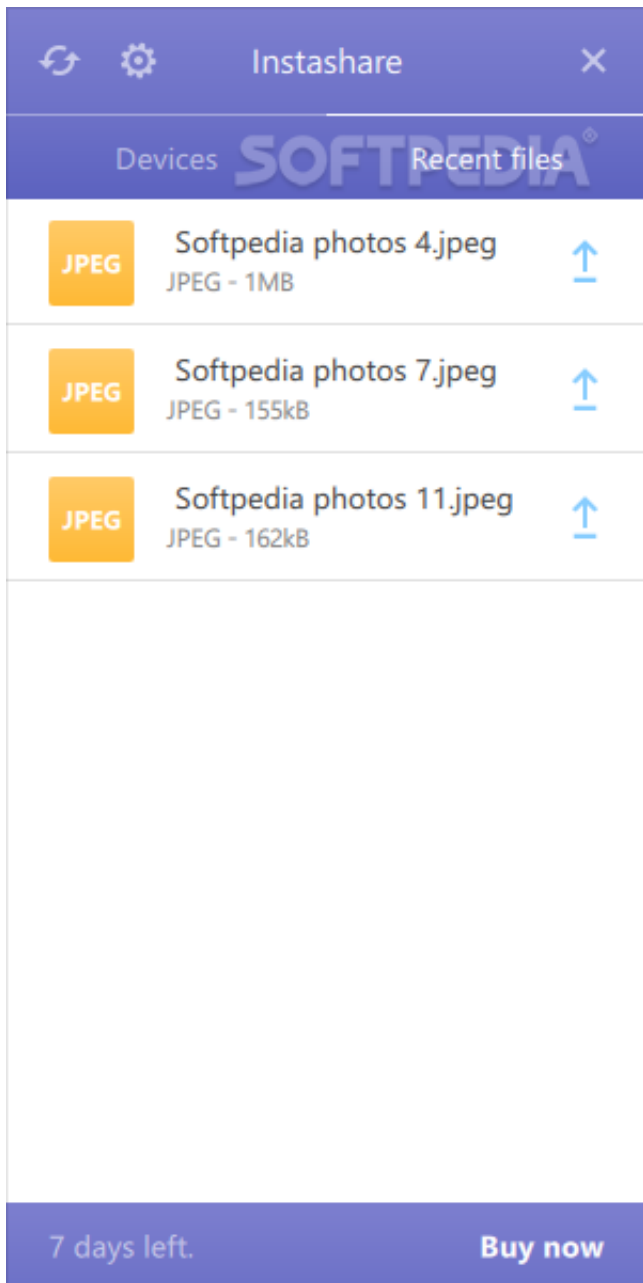 Instashare
Devices
SOFTPEDIA®
Recent files
JPEG
Softpedia photos 4.jpeg
JPEG - 1MB
JPEG
Softpedia photos 7.jpeg
JPEG - 155kB
JPEG
Softpedia photos 11.jpeg
JPEG - 162kB
7 days left.
Buy now